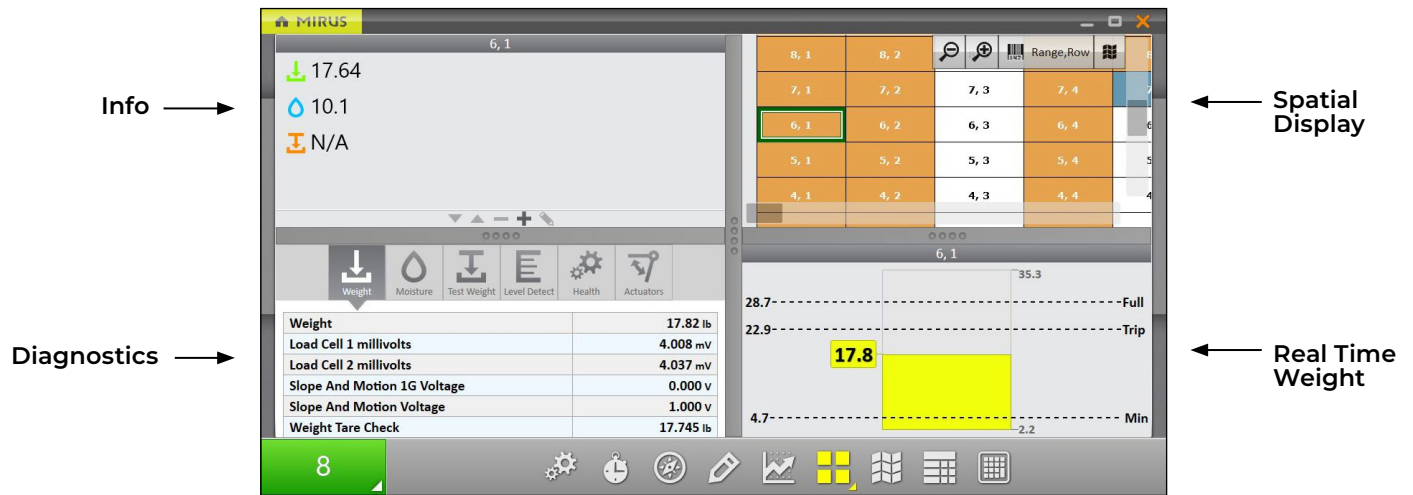 MIRUS
6, 1
17.64
10.1
N/A
Info
Diagnostics
Weight
Moisture
Test Weight
Level Detect
Health
Actuators
Weight 17.82 lb
Load Cell 1 millivolts 4.008 mV
Load Cell 2 millivolts 4.037 mV
Slope And Motion 1G Voltage 0.000 V
Slope And Motion Voltage 1.000 V
Weight Tare Check 17.745 lb
8, 1 8, 2 Range,Row 8
7, 1 7, 2 7, 3 7, 4 7
6, 1 6, 2 6, 3 6, 4 6
5, 1 5, 2 5, 3 5, 4 5
4, 1 4, 2 4, 3 4, 4 4
Spatial
Display
6, 1
35.3
28.7 Full
22.9 Trip
17.8
4.7 Min
2.2
Real Time
Weight
8